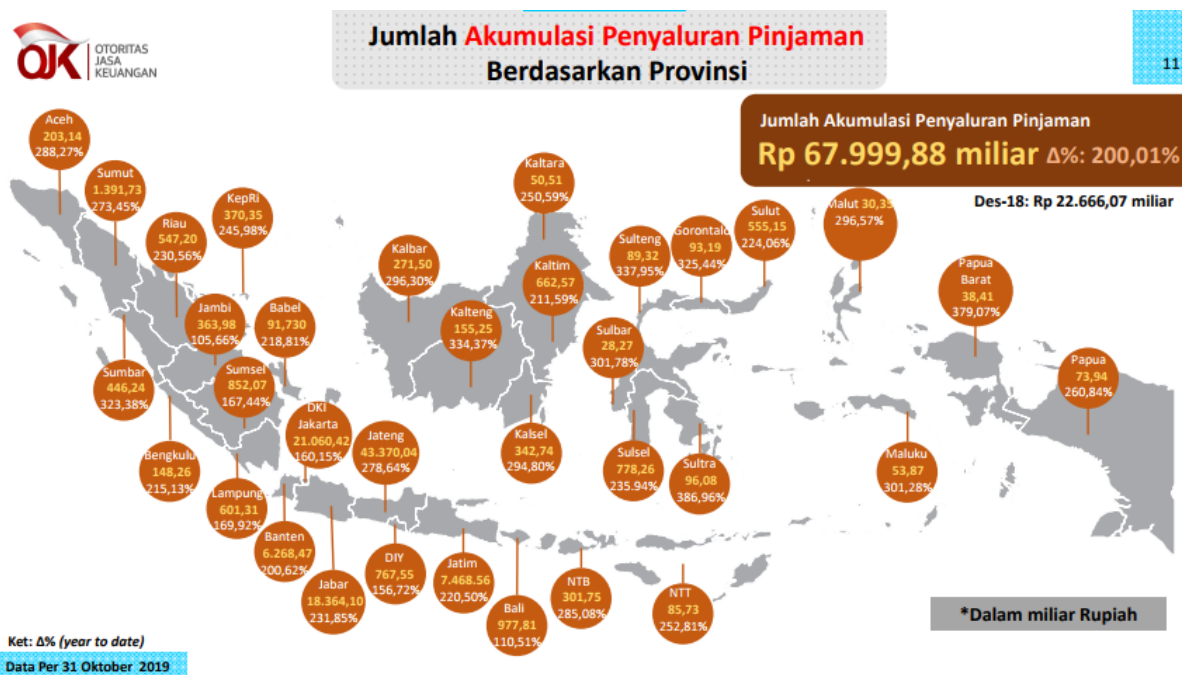 OJK
OTORITAS
JASA
KEUANGAN
Jumlah Akumulasi Penyaluran Pinjaman
Berdasarkan Provinsi
11
Jumlah Akumulasi Penyaluran Pinjaman
Rp 67.999,88 miliar Δ%: 200,01%
Des-18: Rp 22.666,07 miliar
Aceh
203,14
288,27%
Sumut
1.391,73
273,45%
Riau
547,20
230,56%
KepRi
370,35
245,98%
Jambi
363,98
105,66%
Babel
91,730
218,81%
Sumbar
446,24
323,38%
Sumsel
852,07
167,44%
Bengkulu
148,26
215,13%
Lampung
601,31
169,92%
DKI
Jakarta
21.060,42
160,15%
Jateng
43.370,04
278,64%
Banten
6.268,47
200,62%
Jabar
18.364,10
231,85%
DIY
767,55
156,72%
Jatim
7.468.56
220,50%
Bali
977,81
110,51%
NTB
301,75
285,08%
NTT
85,73
252,81%
Kalbar
271,50
296,30%
Kalteng
155,25
334,37%
Kaltara
50,51
250,59%
Kaltim
662,57
211,59%
Kalsel
342,74
294,80%
Sulteng
89,32
337,95%
Gorontalo
93,19
325,44%
Sulut
555,15
224,06%
Sulbar
28,27
301,78%
Sulsel
778,26
235.94%
Sultra
96,08
386,96%
Malut 30,35
296,57%
Maluku
53,87
301,28%
Papua
Barat
38,41
379,07%
Papua
73,94
260,84%
*Dalam miliar Rupiah
Ket: Δ% (year to date)
Data Per 31 Oktober 2019